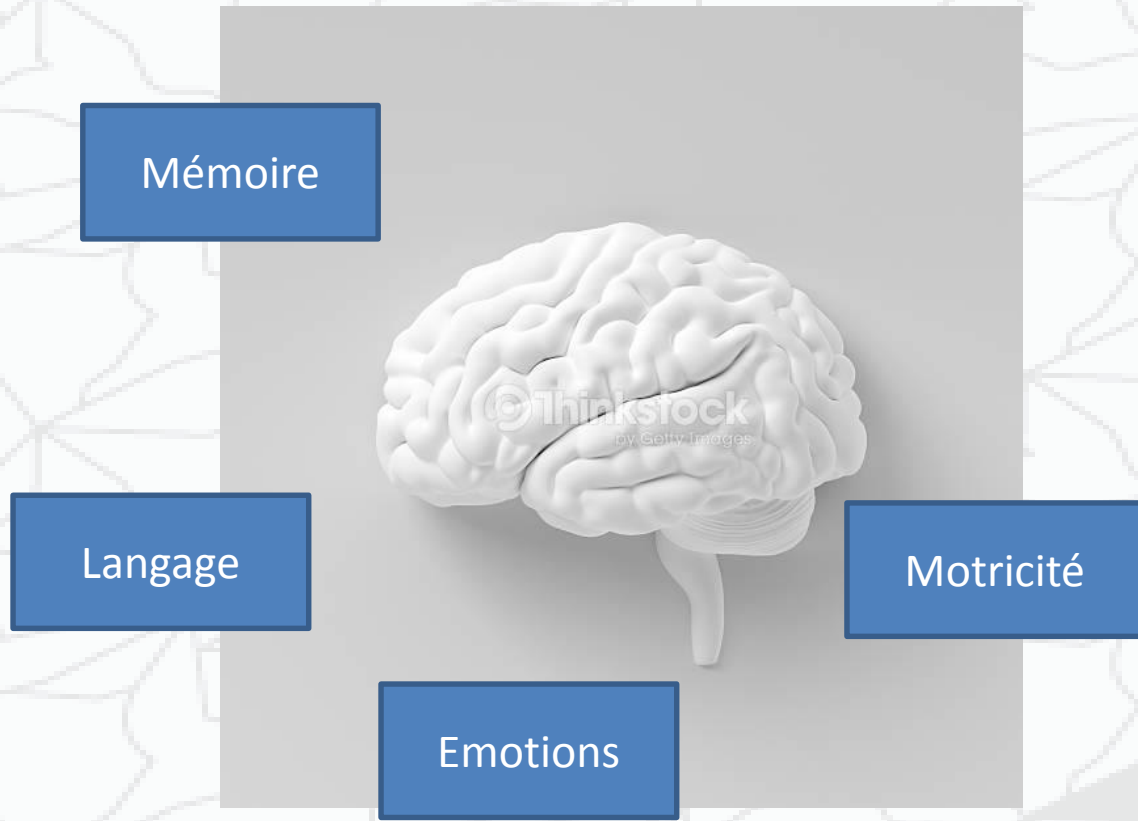 Mémoire
Thinkstock
by Getty Images
Langage
Motricité
Emotions